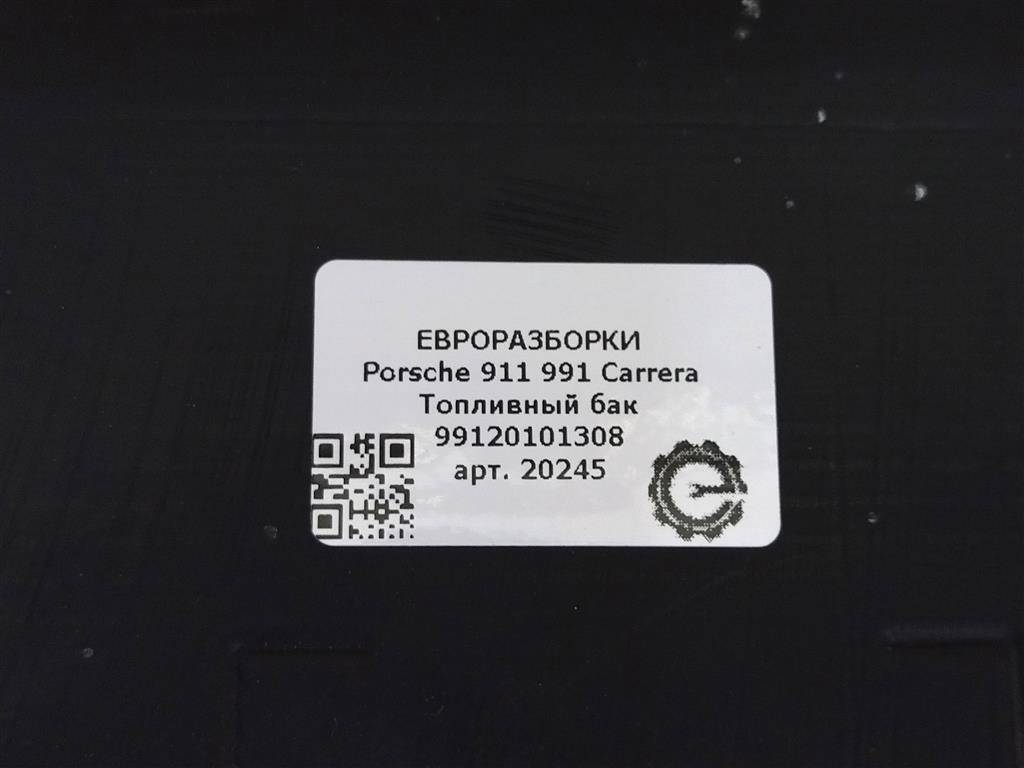 ЕВРОРАЗБОРКИ
Porsche 911 991 Carrera
Топливный бак
99120101308
арт. 20245